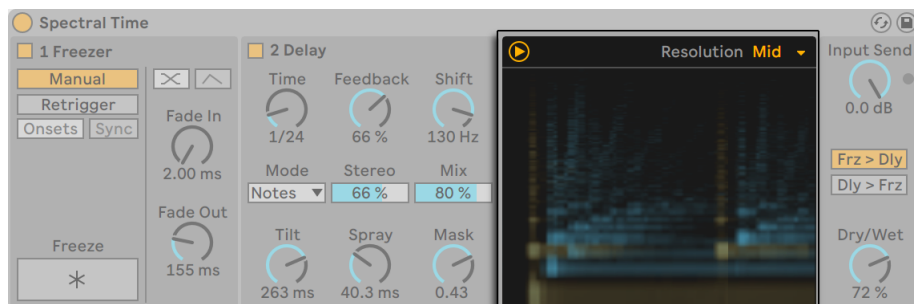 Spectral Time
1 Freezer
Manual
Retrigger
Onsets Sync
Freeze
Fade In
2.00 ms
Fade Out
155 ms
2 Delay
Time Feedback Shift
1/24 66 % 130 Hz
Mode Stereo Mix
Notes 66 % 80 %
Tilt Spray Mask
263 ms 40.3 ms 0.43
Resolution Mid
Input Send
0.0 dB
Frz > Dly
Dly > Frz
Dry/Wet
72 %